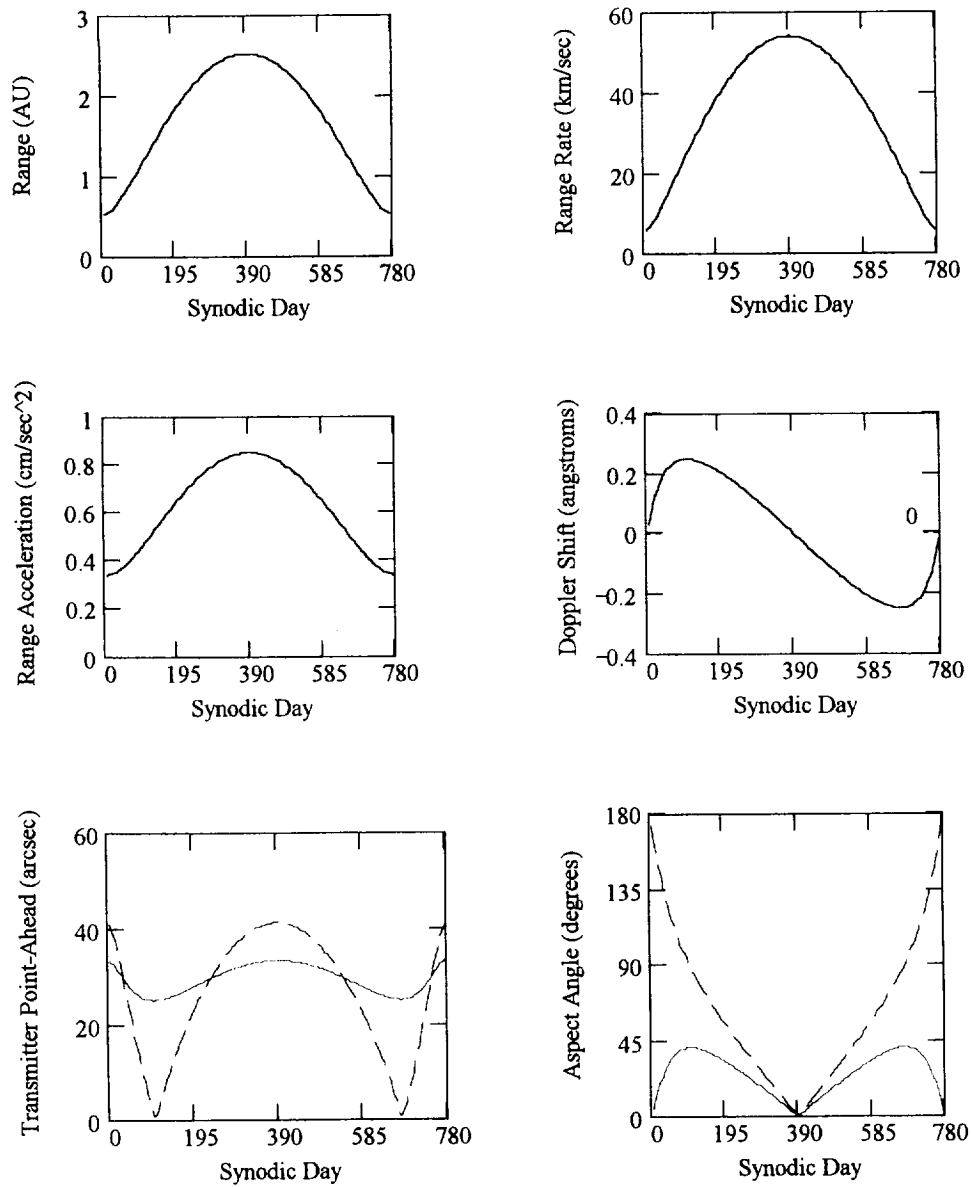 3
2
1
0
Range (AU)
0 195 390 585 780
Synodic Day
60
40
20
0
Range Rate (km/sec)
0 195 390 585 780
Synodic Day
1
0.8
0.6
0.4
0.2
0
Range Acceleration (cm/sec^2)
0 195 390 585 780
Synodic Day
0.4
0.2
0
−0.2
−0.4
Doppler Shift (angstroms)
0
0 195 390 585 780
Synodic Day
60
40
20
0
Transmitter Point-Ahead (arcsec)
0 195 390 585 780
Synodic Day
180
135
90
45
0
Aspect Angle (degrees)
0 195 390 585 780
Synodic Day